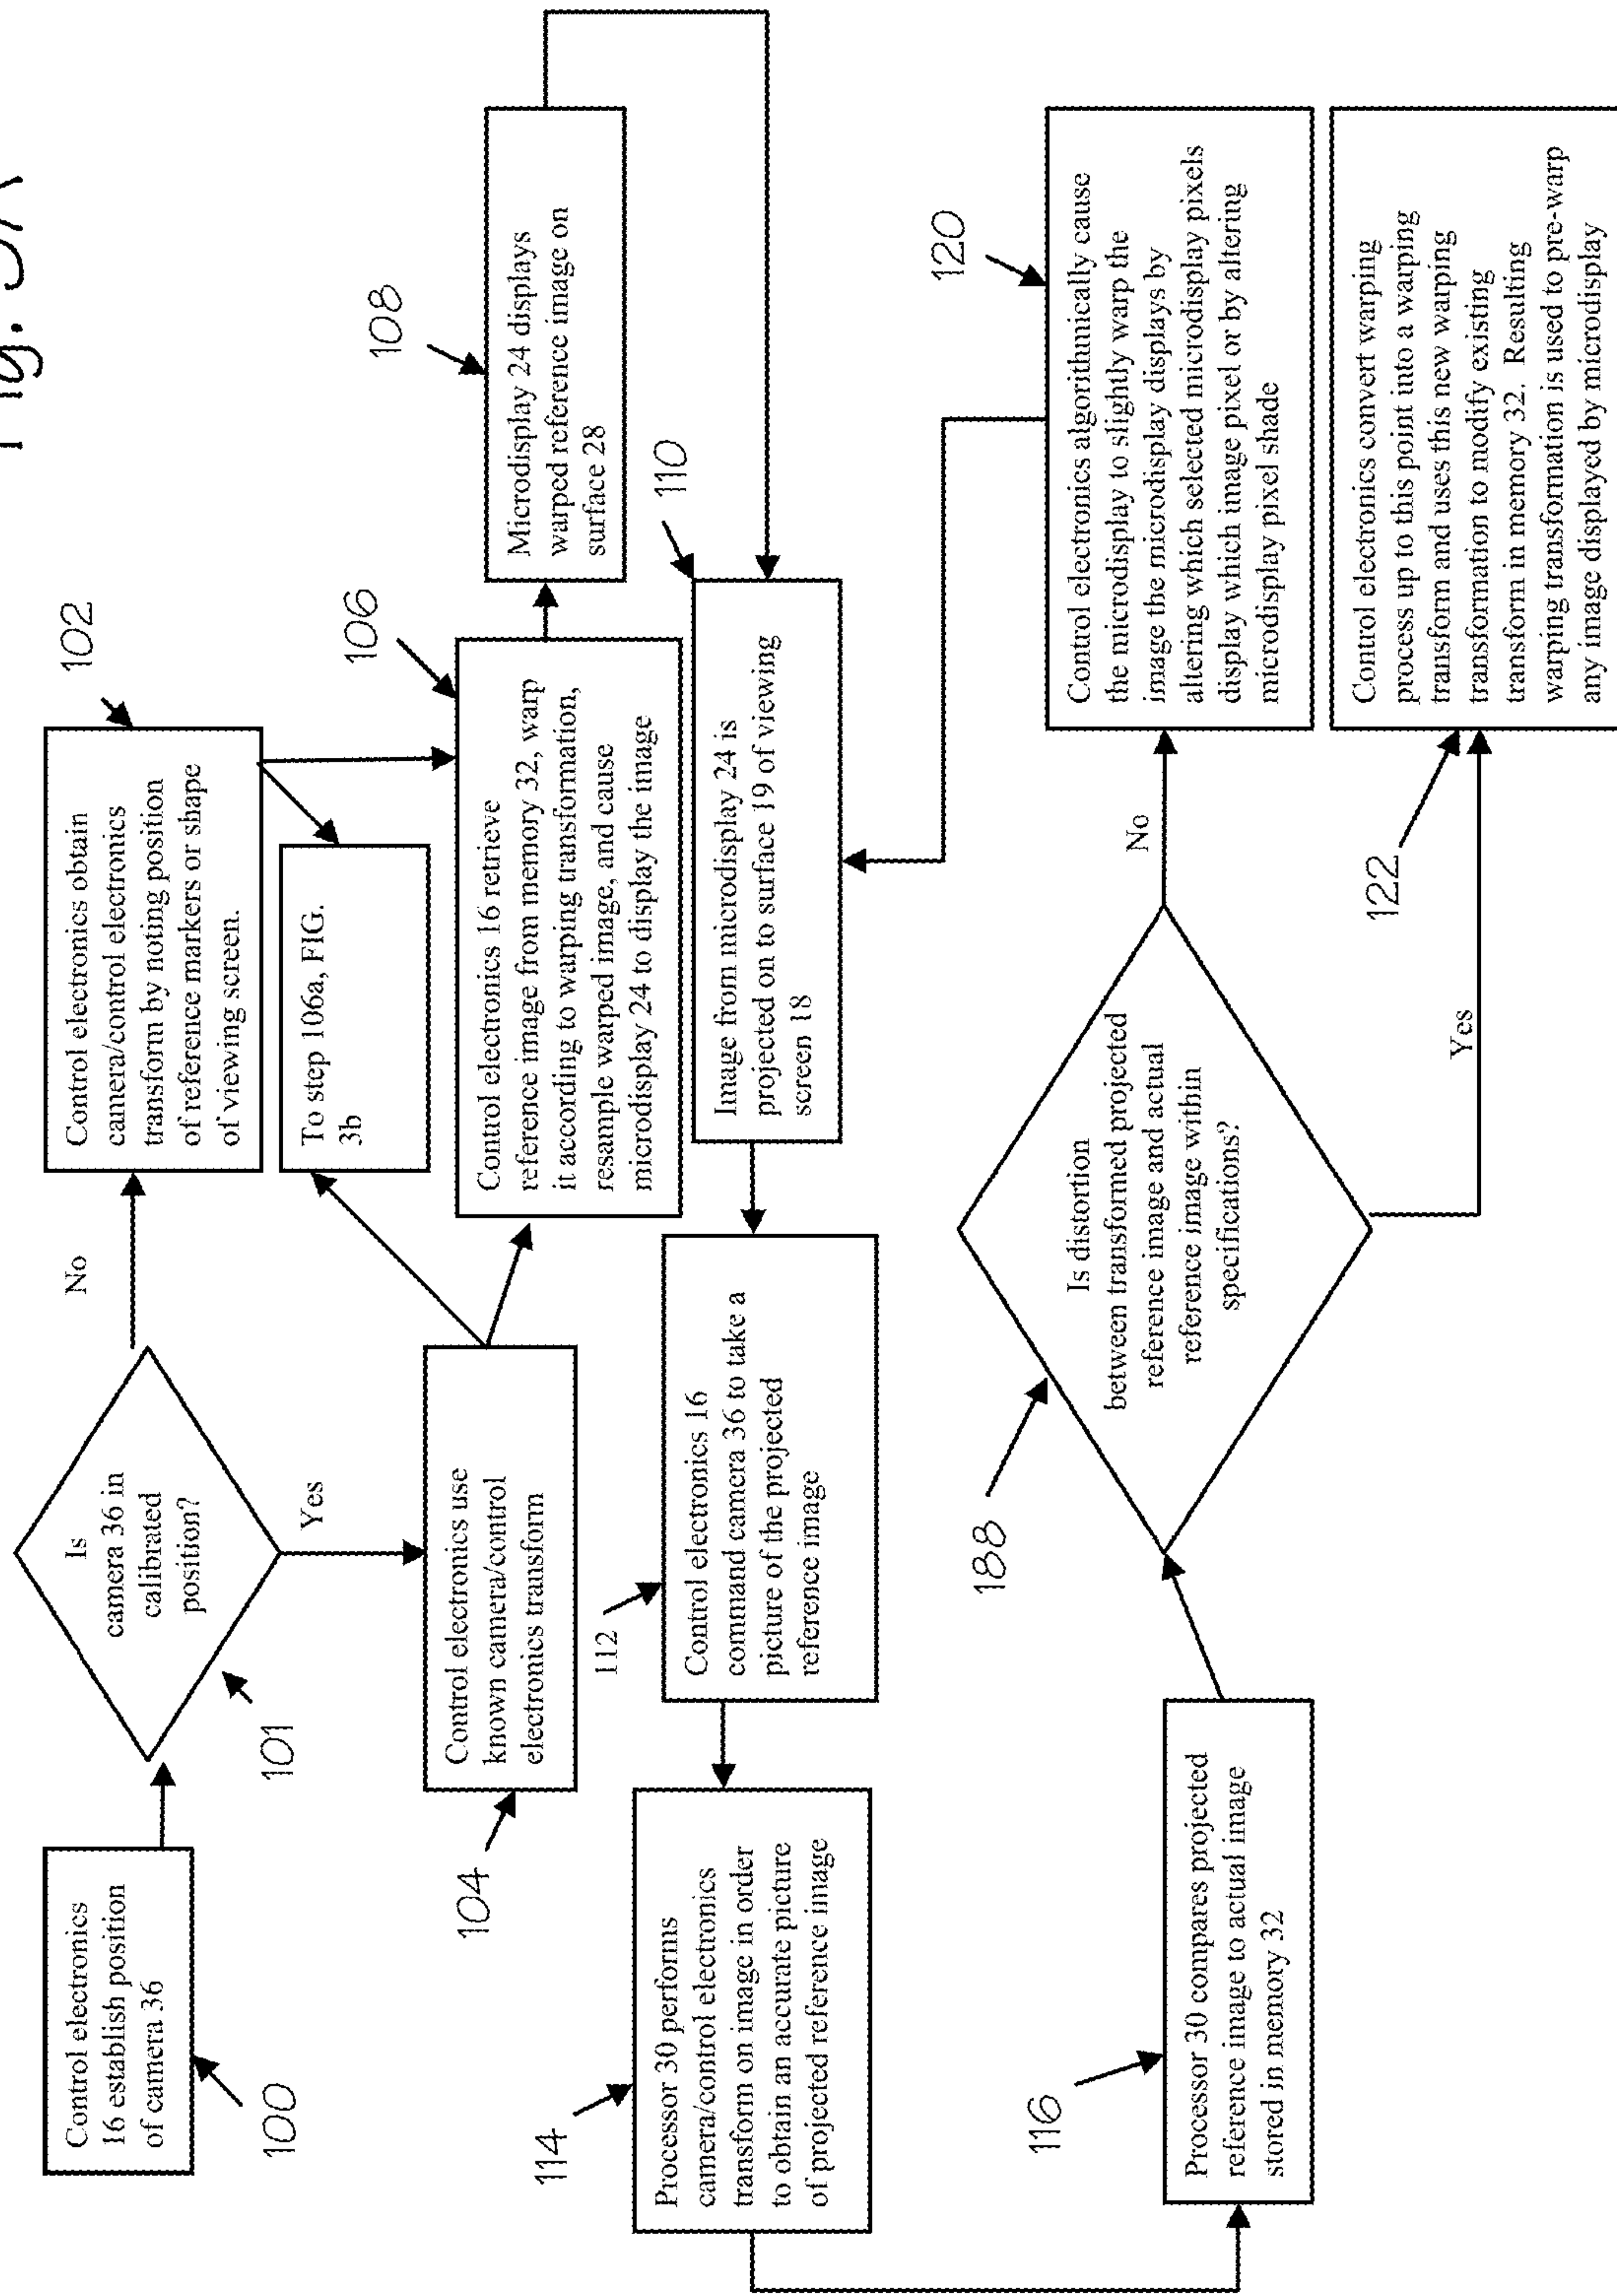 Fig. 3A
Control electronics
16 establish position
of camera 36
100
Is
camera 36 in
calibrated
position?
101
No
Yes
Control electronics obtain
camera/control electronics
transform by noting position
of reference markers or shape
of viewing screen.
102
To step 106a, FIG.
3b
Control electronics use
known camera/control
electronics transform
104
Control electronics 16 retrieve
reference image from memory 32, warp
it according to warping transformation,
resample warped image, and cause
microdisplay 24 to display the image
106
Microdisplay 24 displays
warped reference image on
surface 28
108
Image from microdisplay 24 is
projected on to surface 19 of viewing
screen 18
110
Control electronics 16
command camera 36 to take a
picture of the projected
reference image
112
Processor 30 performs
camera/control electronics
transform on image in order
to obtain an accurate picture
of projected reference image
114
Processor 30 compares projected
reference image to actual image
stored in memory 32
116
Is distortion
between transformed projected
reference image and actual
reference image within
specifications?
188
No
Yes
Control electronics algorithmically cause
the microdisplay to slightly warp the
image the microdisplay displays by
altering which selected microdisplay pixels
display which image pixel or by altering
microdisplay pixel shade
120
Control electronics convert warping
process up to this point into a warping
transform and uses this new warping
transformation to modify existing
transform in memory 32. Resulting
warping transformation is used to pre-warp
any image displayed by microdisplay
122